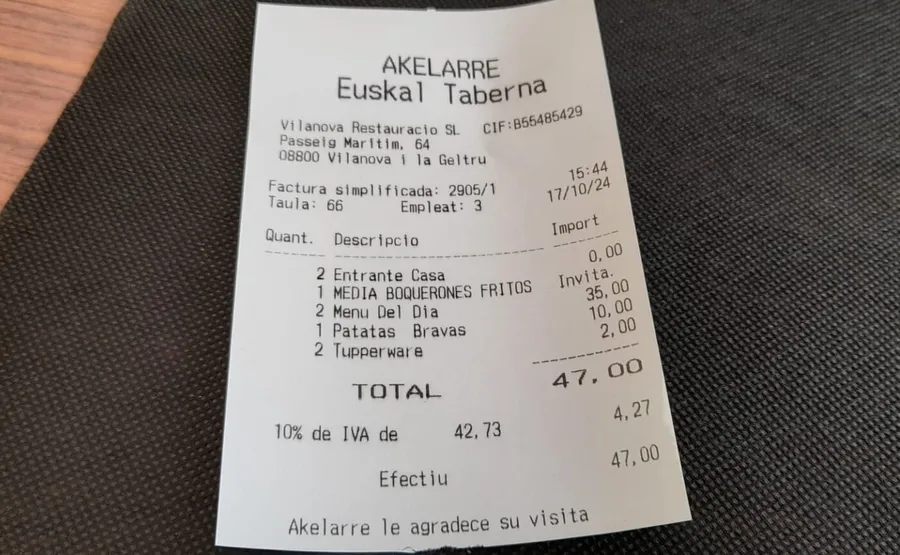 AKELARRE
Euskal Taberna
Vilanova Restauracio SL CIF:B55485429
Passeig Maritim, 64
08800 Vilanova i la Geltru
15:44
Factura simplificada: 2905/1 17/10/24
Taula: 66 Empleat: 3
Quant. Descripcio Import
2 Entrante Casa 0,00
1 MEDIA BOQUERONES FRITOS Invita.
2 Menu Del Dia 35,00
1 Patatas Bravas 10,00
2 Tupperware 2,00
TOTAL 47,00
10% de IVA de 42,73 4,27
Efectiu 47,00
Akelarre le agradece su visita